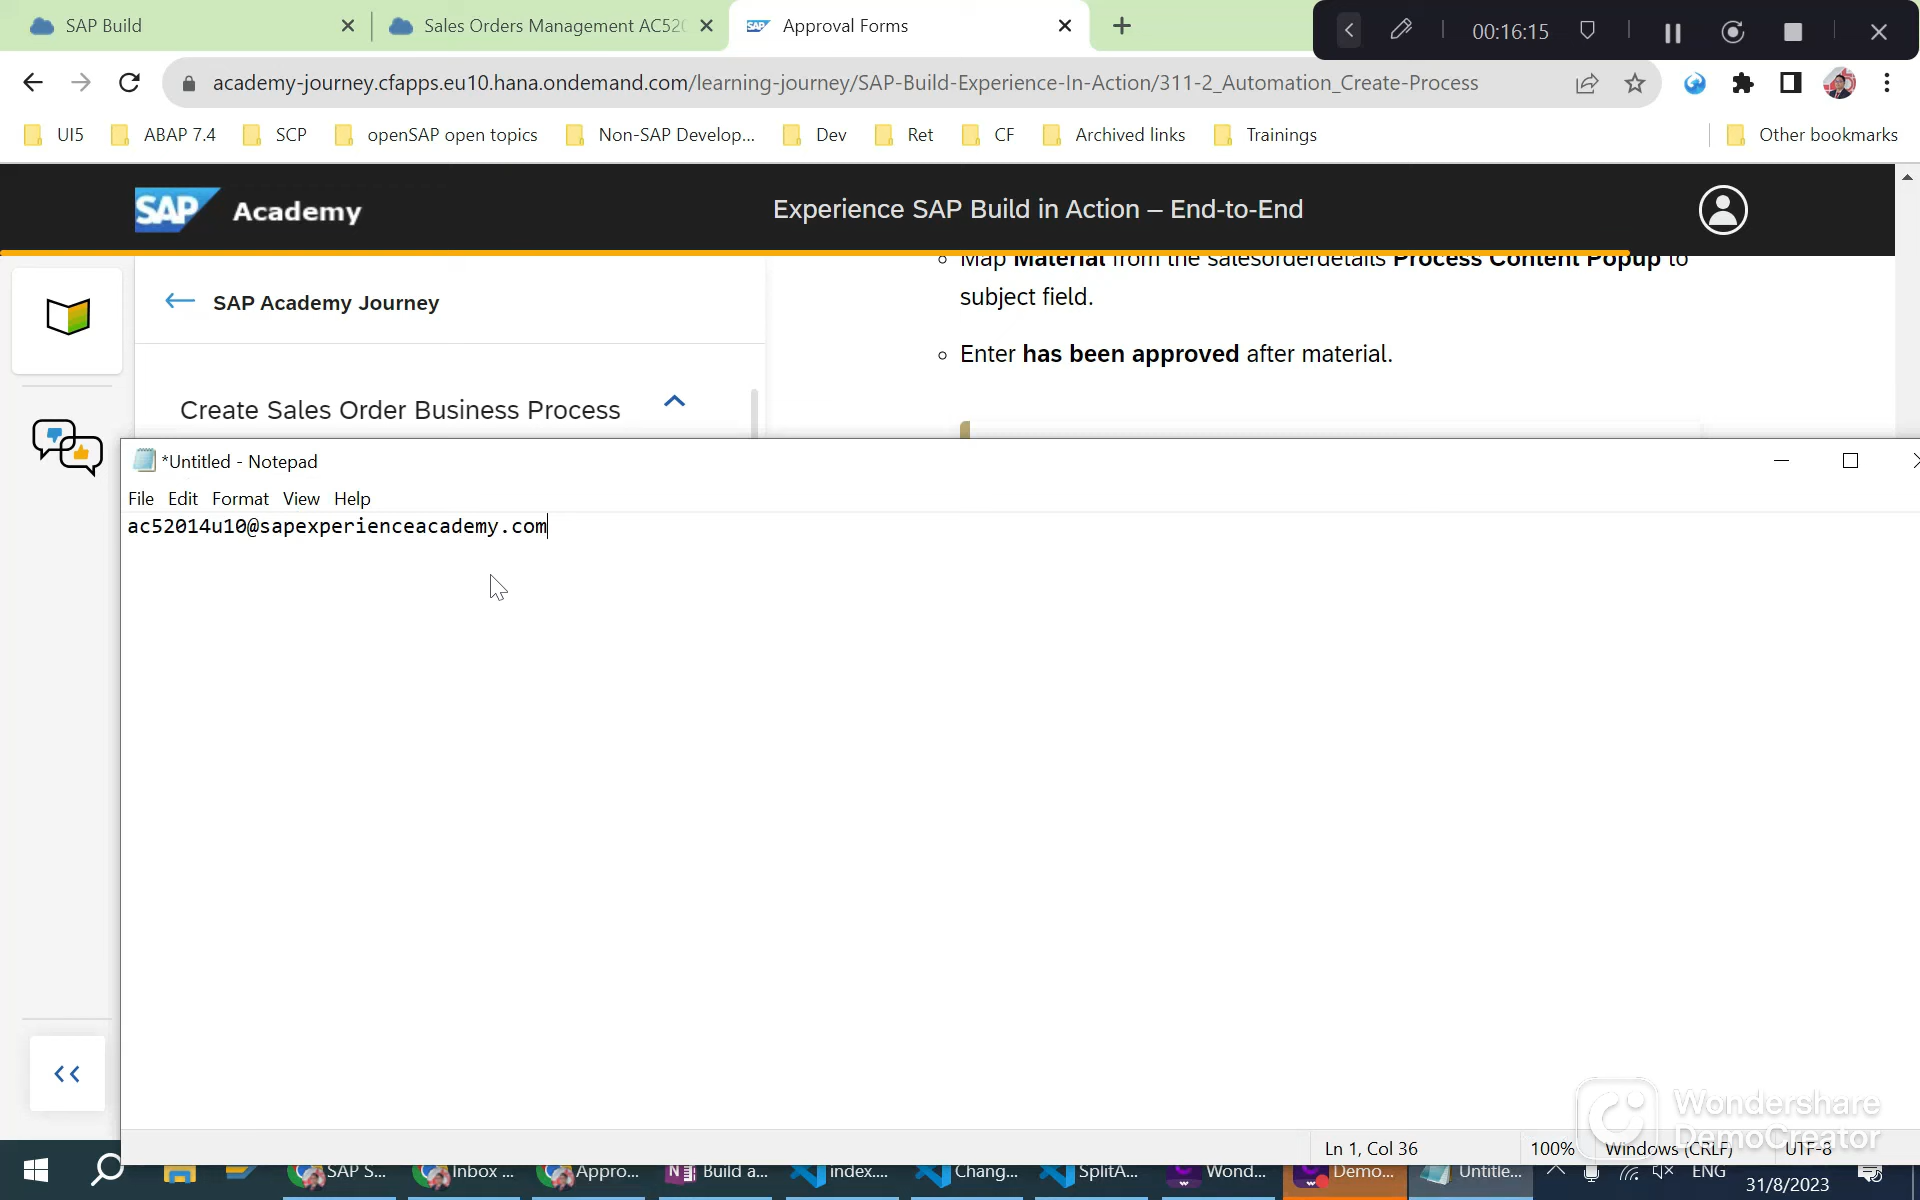 SAP Build
Sales Orders Management AC52
Approval Forms
00:16:15
academy-journey.cfapps.eu10.hana.ondemand.com/learning-journey/SAP-Build-Experience-In-Action/311-2_Automation_Create-Process
UI5
ABAP 7.4
SCP
openSAP open topics
Non-SAP Develop...
Dev
Ret
CF
Archived links
Trainings
Other bookmarks
SAP Academy
Experience SAP Build in Action – End-to-End
Map Material from the salesorderdetails Process Content Popup to
subject field.
SAP Academy Journey
Enter has been approved after material.
Create Sales Order Business Process
*Untitled - Notepad
File Edit Format View Help
ac52014u10@sapexperienceacademy.com
Wondershare
DemoCreator
Ln 1, Col 36
100%
Windows (CRLF)
UTF-8
SAP S...
Inbox ...
Appro...
Build a...
index....
Chang...
SplitA...
Wond...
Demo...
Untitle...
ENG
31/8/2023